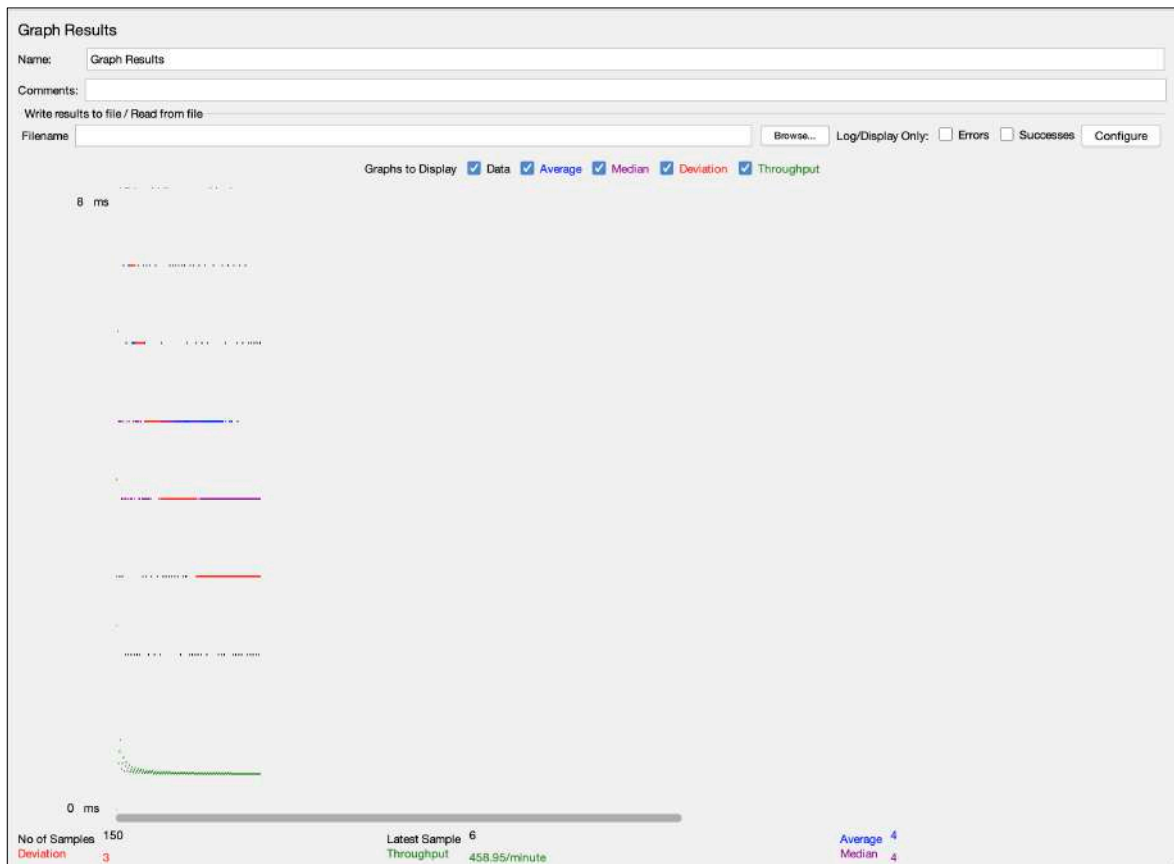 Graph Results
Name: Graph Results
Comments:
Write results to file / Read from file
Filename Browse... Log/Display Only: Errors Successes Configure
Graphs to Display Data Average Median Deviation Throughput
8 ms
0 ms
No of Samples 150 Latest Sample 6 Average 4
Deviation 3 Throughput 458.95/minute Median 4